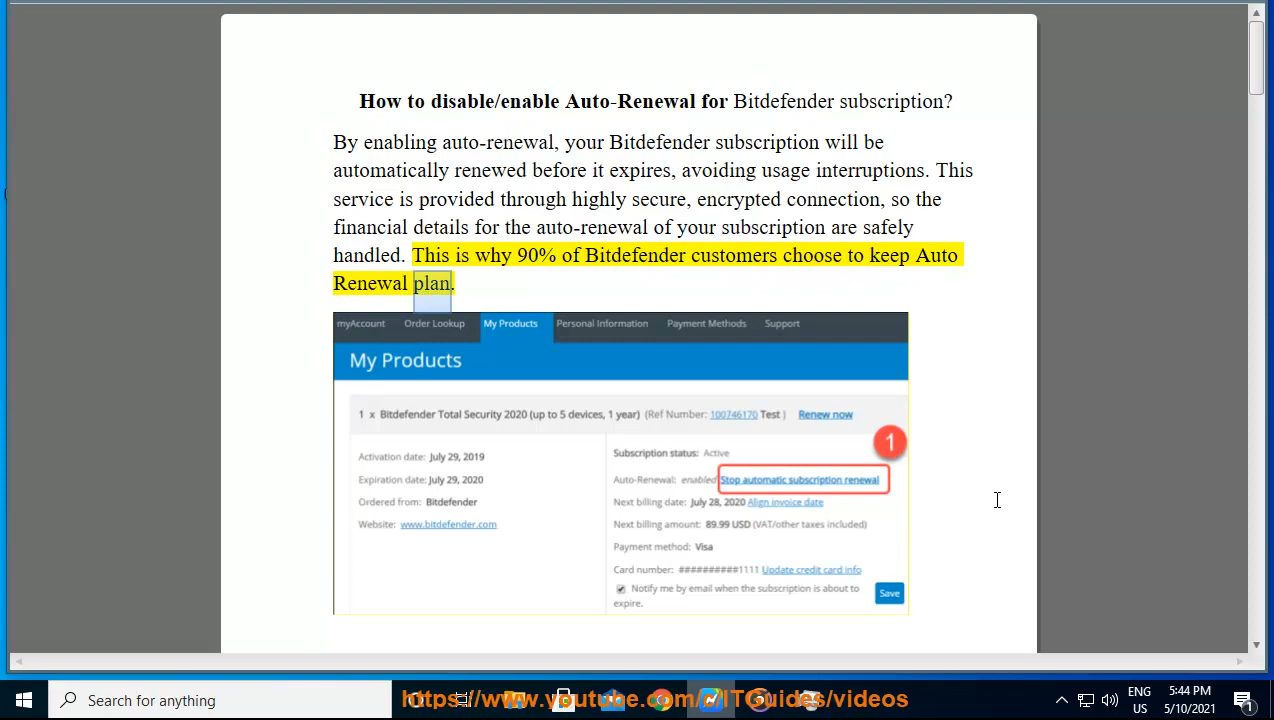 How to disable/enable Auto-Renewal for Bitdefender subscription?
By enabling auto-renewal, your Bitdefender subscription will be
automatically renewed before it expires, avoiding usage interruptions. This
service is provided through highly secure, encrypted connection, so the
financial details for the auto-renewal of your subscription are safely
handled. This is why 90% of Bitdefender customers choose to keep Auto
Renewal plan.
myAccount Order Lookup My Products Personal Information Payment Methods Support
My Products
1 x Bitdefender Total Security 2020 (up to 5 devices, 1 year) (Ref Number: 100746170 Test ) Renew now
1
Activation date: July 29, 2019
Expiration date: July 29, 2020
Ordered from: Bitdefender
Website: www.bitdefender.com
Subscription status: Active
Auto-Renewal: enabled Stop automatic subscription renewal
Next billing date: July 28, 2020 Align invoice date
Next billing amount: 89.99 USD (VAT/other taxes included)
Payment method: Visa
Card number: ##########1111 Update credit card info
Notify me by email when the subscription is about to
expire.
Save
Search for anything
https://www.youtube.com/c/ITGuides/videos
ENG
US
5:44 PM
5/10/2021
1